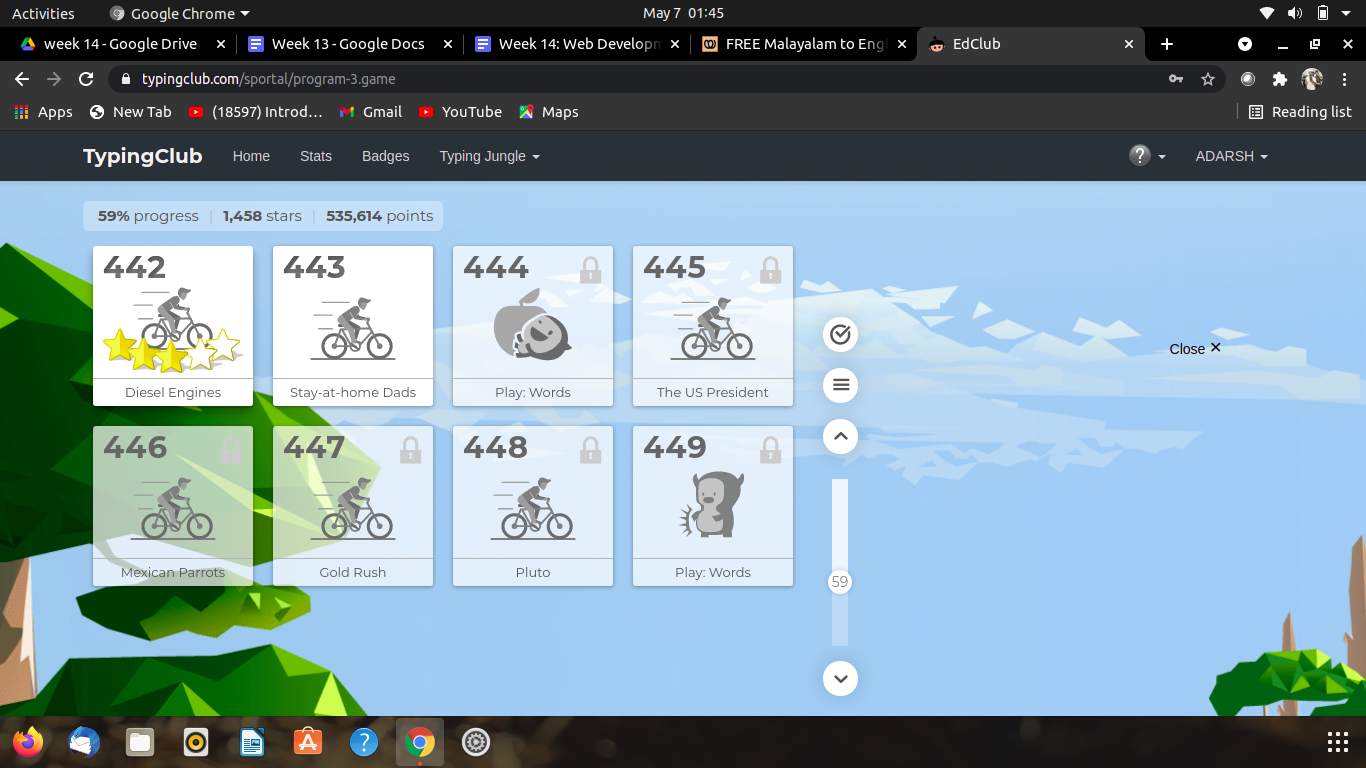 Activities Google Chrome May 7 01:45
week 14 - Google Drive Week 13 - Google Docs Week 14: Web Developm FREE Malayalam to Engl EdClub
typingclub.com/sportal/program-3.game
Apps New Tab (18597) Introd… Gmail YouTube Maps Reading list
TypingClub Home Stats Badges Typing Jungle ? ADARSH
59% progress | 1,458 stars | 535,614 points
442 443 444 445
Diesel Engines Stay-at-home Dads Play: Words The US President
Close
446 447 448 449
59
Mexican Parrots Gold Rush Pluto Play: Words